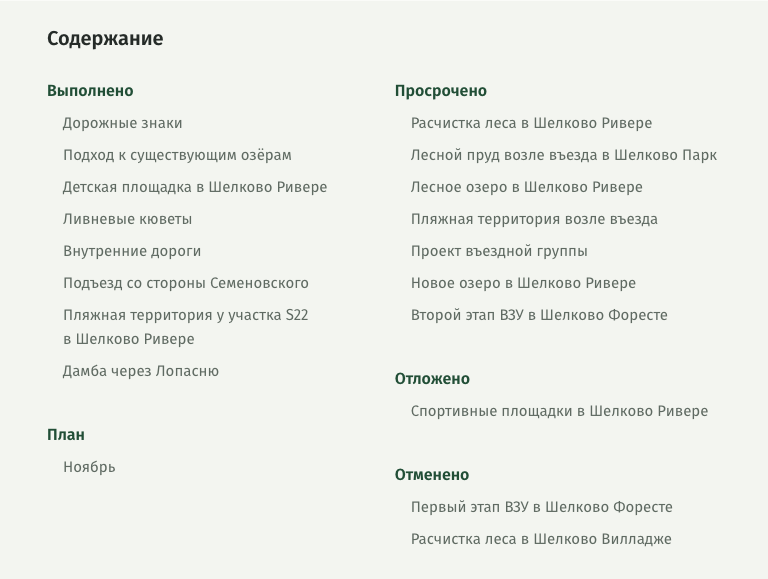 Содержание
Выполнено
Дорожные знаки
Подход к существующим озёрам
Детская площадка в Шелково Ривере
Ливневые кюветы
Внутренние дороги
Подъезд со стороны Семеновского
Пляжная территория у участка S22
в Шелково Ривере
Дамба через Лопасню
План
Ноябрь
Просрочено
Расчистка леса в Шелково Ривере
Лесной пруд возле въезда в Шелково Парк
Лесное озеро в Шелково Ривере
Пляжная территория возле въезда
Проект въездной группы
Новое озеро в Шелково Ривере
Второй этап ВЗУ в Шелково Форесте
Отложено
Спортивные площадки в Шелково Ривере
Отменено
Первый этап ВЗУ в Шелково Форесте
Расчистка леса в Шелково Вилладже